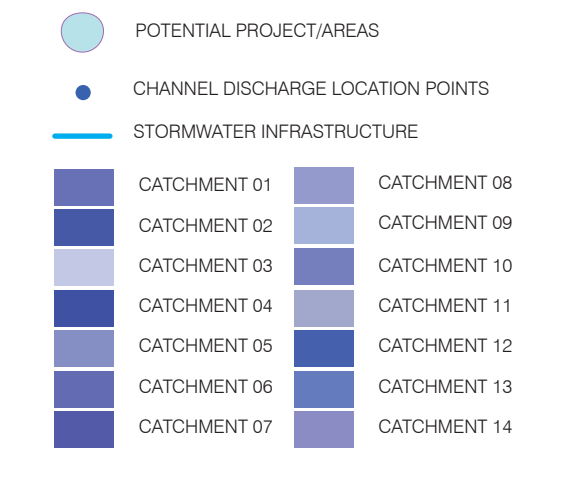 POTENTIAL PROJECT/AREAS
CHANNEL DISCHARGE LOCATION POINTS
STORMWATER INFRASTRUCTURE
CATCHMENT 01
CATCHMENT 02
CATCHMENT 03
CATCHMENT 04
CATCHMENT 05
CATCHMENT 06
CATCHMENT 07
CATCHMENT 08
CATCHMENT 09
CATCHMENT 10
CATCHMENT 11
CATCHMENT 12
CATCHMENT 13
CATCHMENT 14